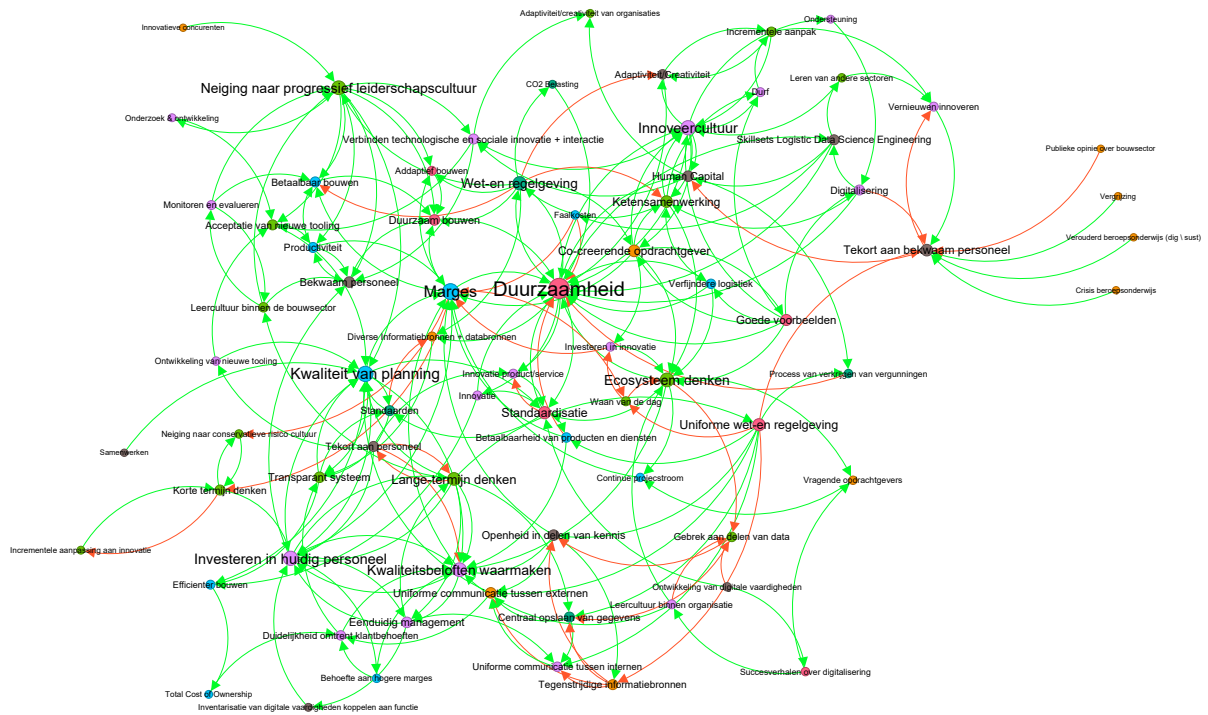 Adaptiviteit/creativiteit van organisaties
Ondersteuning
Innovatieve concurenten
Incrementele aanpak
Adaptiviteit/Creativiteit
Leren van andere sectoren
CO2 Belasting
Neiging naar progressief leiderschapscultuur
Durf
Vernieuwen innoveren
Onderzoek & ontwikkeling
Innoveercultuur
Verbinden technologische en sociale innovatie + interactie
Skillsets Logistic Data Science Engineering
Publieke opinie over bouwsector
Addaptief bouwen
Human Capital
Betaalbaar bouwen
Wet-en regelgeving
Digitalisering
Vergrijzing
Monitoren en evalueren
Ketensamenwerking
Faalkosten
Duurzaam bouwen
Acceptatie van nieuwe tooling
Verouderd beroepsonderwijs (dig \ sust)
Productiviteit
Co-creerende opdrachtgever
Tekort aan bekwaam personeel
Bekwaam personeel
Verfijndere logistiek
Marges
Duurzaamheid
Crisis beroepsonderwijs
Leercultuur binnen de bouwsector
Goede voorbeelden
Diverse Informatiebronnen + databronnen
Investeren in innovatie
Ontwikkeling van nieuwe tooling
Kwaliteit van planning
Innovatie product/service
Ecosysteem denken
Process van verkrijgen van vergunningen
Innovatie
Waan van de dag
Standaarden
Standaardisatie
Uniforme wet-en regelgeving
Neiging naar conservatieve risico cultuur
Betaalbaarheid van producten en diensten
Samenwerken
Tekort aan personeel
Transparant systeem
Lange-termijn denken
Continue projectstroom
Vragende opdrachtgevers
Korte termijn denken
Openheid in delen van kennis
Gebrek aan delen van data
Incrementele aanpassing aan innovatie
Investeren in huidig personeel
Kwaliteitsbeloften waarmaken
Efficienter bouwen
Ontwikkeling van digitale vaardigheden
Uniforme communicatie tussen externen
Leercultuur binnen organisatie
Centraal opslaan van gegevens
Eenduidig management
Duidelijkheid omtrent klantbehoeften
Uniforme communicatie tussen internen
Succesverhalen over digitalisering
Behoefte aan hogere marges
Tegenstrijdige informatiebronnen
Total Cost of Ownership
Inventarisatie van digitale vaardigheden koppelen aan functie